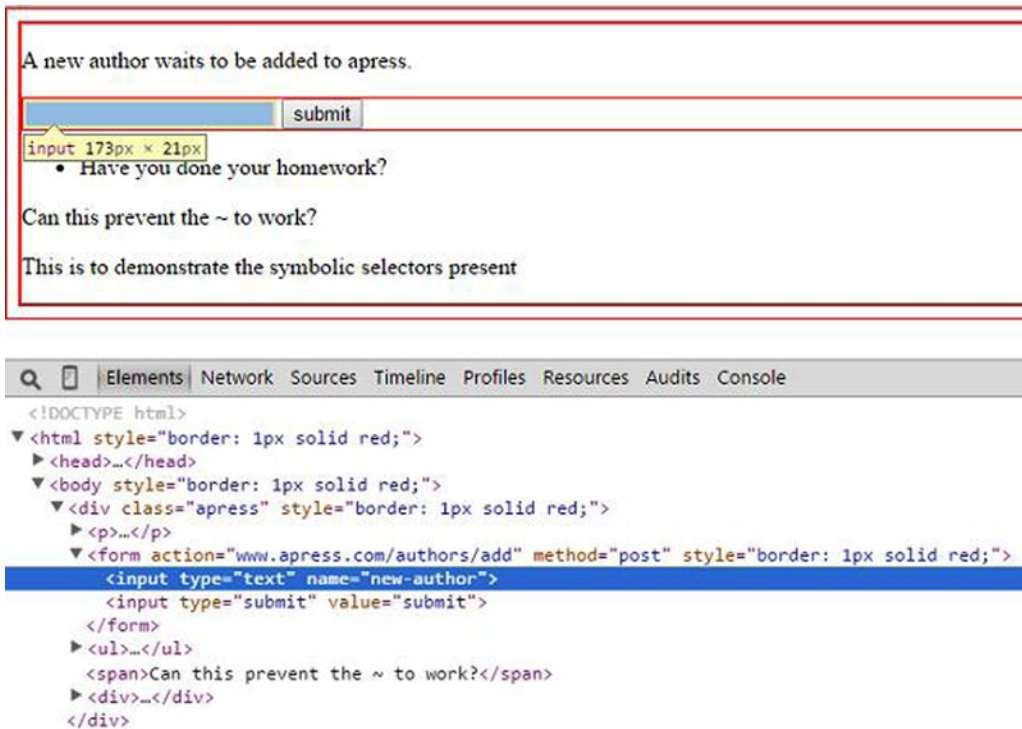 A new author waits to be added to apress.
submit
input 173px × 21px
• Have you done your homework?
Can this prevent the ~ to work?
This is to demonstrate the symbolic selectors present
Elements Network Sources Timeline Profiles Resources Audits Console
<!DOCTYPE html>
▼<html style="border: 1px solid red;">
▶<head>…</head>
▼<body style="border: 1px solid red;">
▼<div class="apress" style="border: 1px solid red;">
▶<p>…</p>
▼<form action="www.apress.com/authors/add" method="post" style="border: 1px solid red;">
<input type="text" name="new-author">
<input type="submit" value="submit">
</form>
▶<ul>…</ul>
<span>Can this prevent the ~ to work?</span>
▶<div>…</div>
</div>